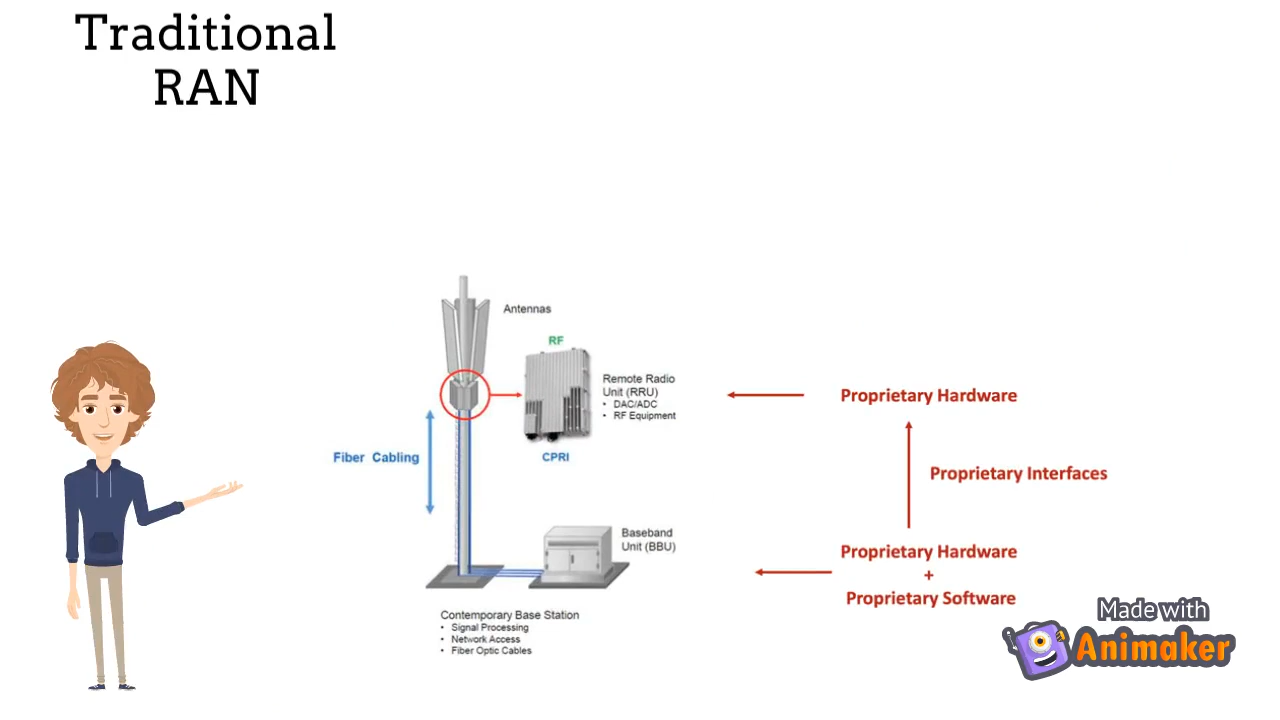 Traditional
RAN
Antennas
RF
Remote Radio
Unit (RRU)
• DAC/ADC
• RF Equipment
CPRI
Fiber Cabling
Baseband
Unit (BBU)
Contemporary Base Station
• Signal Processing
• Network Access
• Fiber Optic Cables
Proprietary Hardware
Proprietary Interfaces
Proprietary Hardware
+
Proprietary Software
Made with
Animaker